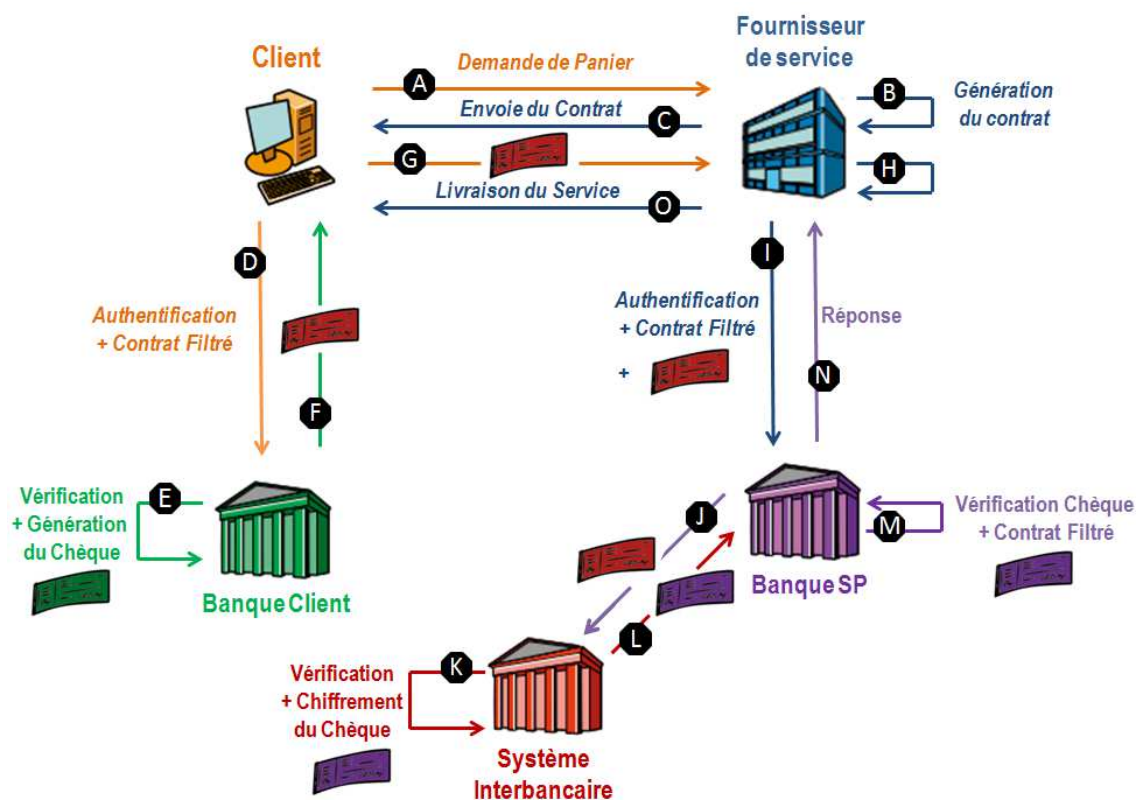 Client
Fournisseur
de service
A
Demande de Panier
B
Génération
du contrat
Envoie du Contrat
C
G
H
Livraison du Service
O
D
I
Authentification
+ Contrat Filtré
F
Authentification
+ Contrat Filtré
+
Réponse
N
Vérification
+ Génération
du Chèque
E
Banque Client
J
M
Vérification Chèque
+ Contrat Filtré
Banque SP
L
Vérification
+ Chiffrement
du Chèque
K
Système
Interbancaire